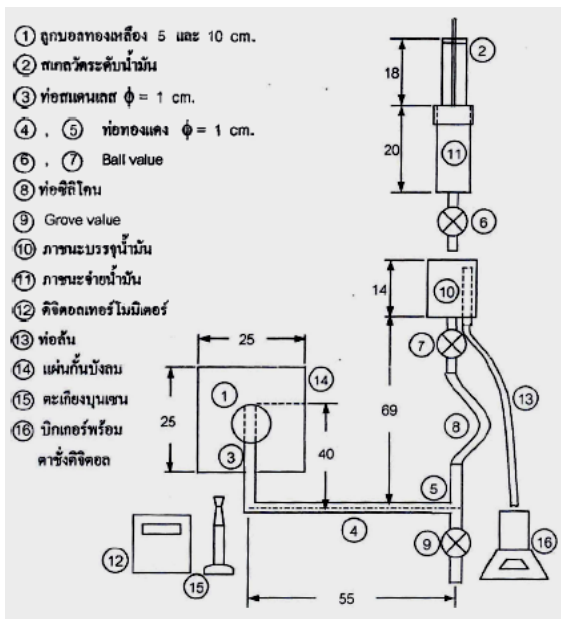 ① ลูกบอลทองเหลือง 5 และ 10 cm.
② สเกลวัดระดับน้ำมัน
③ ท่อสแตนเลส ϕ = 1 cm.
④ , ⑤ ท่อทองแดง ϕ = 1 cm.
⑥ , ⑦ Ball value
⑧ ท่อซิลิโคน
⑨ Grove value
⑩ ภาชนะบรรจุน้ำมัน
⑪ ภาชนะจ่ายน้ำมัน
⑫ ดิจิตอลเทอร์โมมิเตอร์
⑬ ท่อล้น
⑭ แผ่นกั้นบังลม
⑮ ตะเกียงบุนเซน
⑯ บีกเกอร์พร้อม
ตาชั่งดิจิตอล
②
18
20
⑪
⑥
14
⑩
⑦
25
⑭
①
25
③
40
69
⑧
⑬
⑤
④
⑨
⑯
⑫
⑮
55